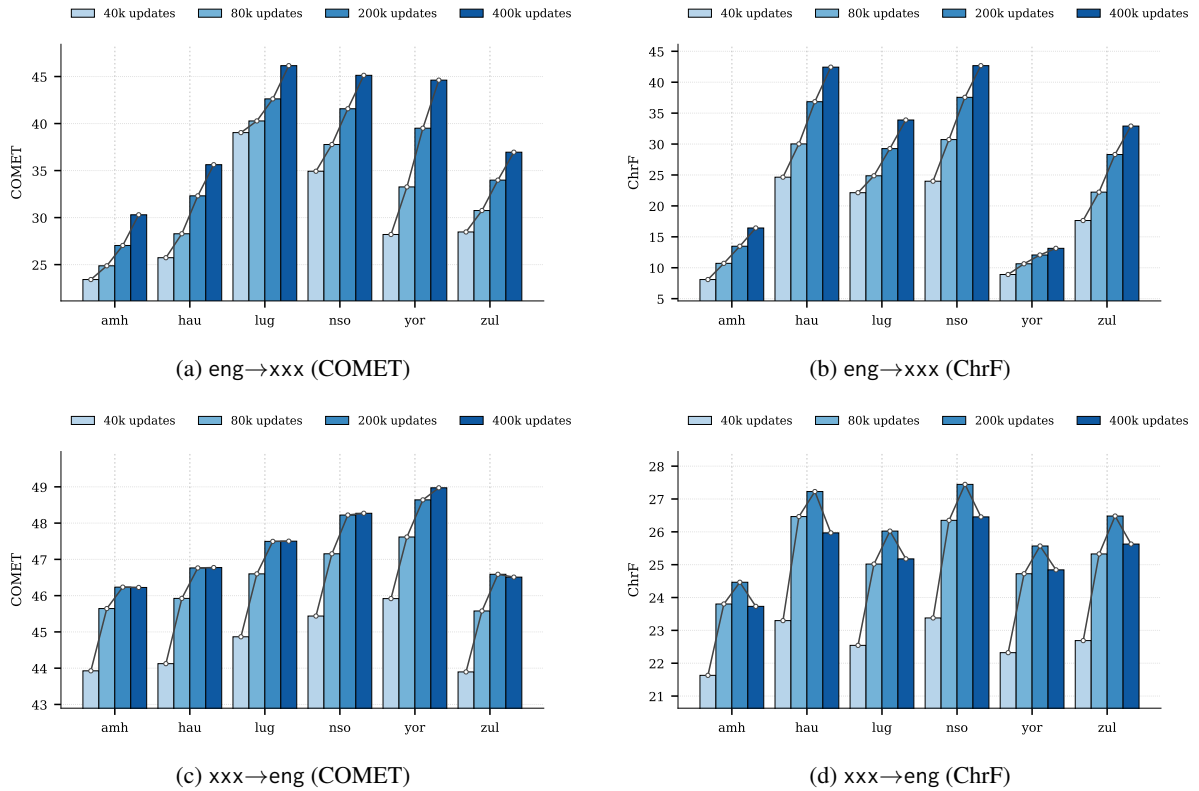 40k updates 80k updates 200k updates 400k updates
COMET
45
40
35
30
25
amh hau lug nso yor zul
(a) eng→xxx (COMET)
40k updates 80k updates 200k updates 400k updates
ChrF
45
40
35
30
25
20
15
10
5
amh hau lug nso yor zul
(b) eng→xxx (ChrF)
40k updates 80k updates 200k updates 400k updates
COMET
49
48
47
46
45
44
43
amh hau lug nso yor zul
(c) xxx→eng (COMET)
40k updates 80k updates 200k updates 400k updates
ChrF
28
27
26
25
24
23
22
21
amh hau lug nso yor zul
(d) xxx→eng (ChrF)